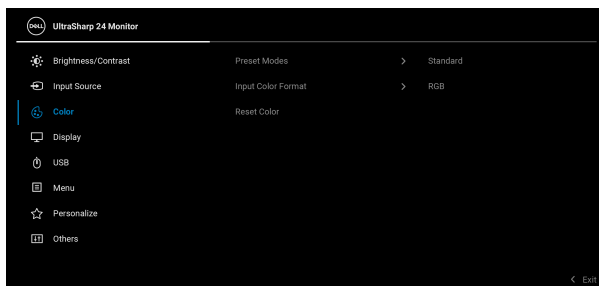 DELL UltraSharp 24 Monitor
Brightness/Contrast Preset Modes > Standard
Input Source Input Color Format > RGB
Color Reset Color
Display
USB
Menu
Personalize
Others
< Exit